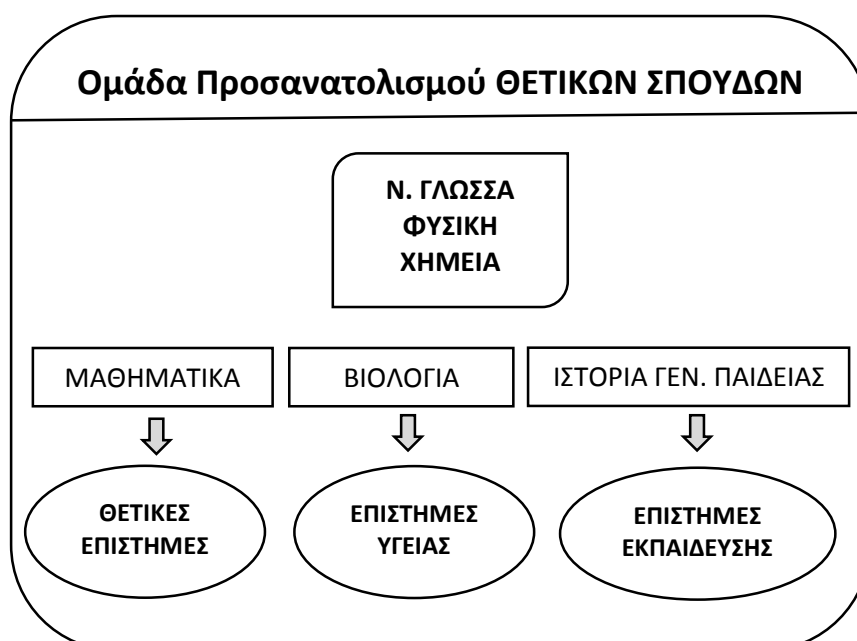 Ομάδα Προσανατολισμού ΘΕΤΙΚΩΝ ΣΠΟΥΔΩΝ
Ν. ΓΛΩΣΣΑ
ΦΥΣΙΚΗ
ΧΗΜΕΙΑ
ΜΑΘΗΜΑΤΙΚΑ
ΒΙΟΛΟΓΙΑ
ΙΣΤΟΡΙΑ ΓΕΝ. ΠΑΙΔΕΙΑΣ
ΘΕΤΙΚΕΣ
ΕΠΙΣΤΗΜΕΣ
ΕΠΙΣΤΗΜΕΣ
ΥΓΕΙΑΣ
ΕΠΙΣΤΗΜΕΣ
ΕΚΠΑΙΔΕΥΣΗΣ